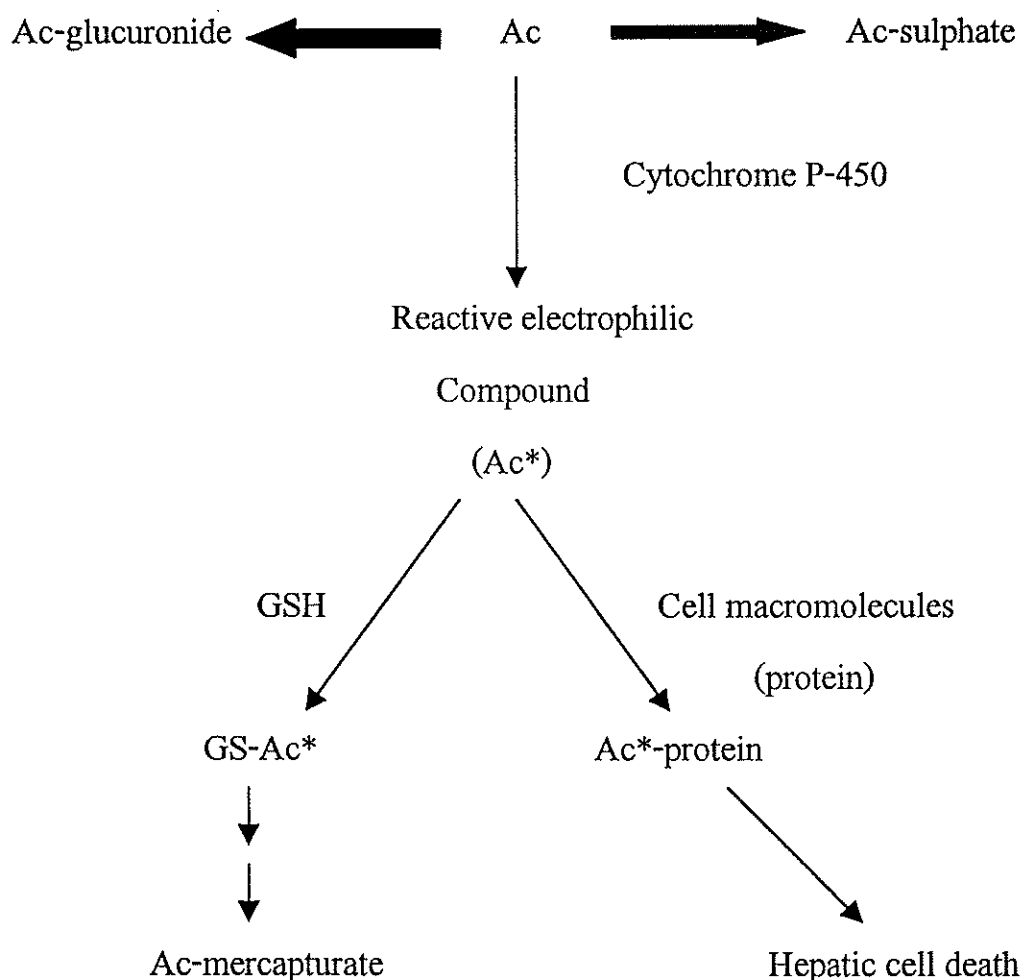 Ac-glucuronide Ac Ac-sulphate
Cytochrome P-450
Reactive electrophilic
Compound
(Ac*)
GSH Cell macromolecules
(protein)
GS-Ac* Ac*-protein
Ac-mercapturate Hepatic cell death